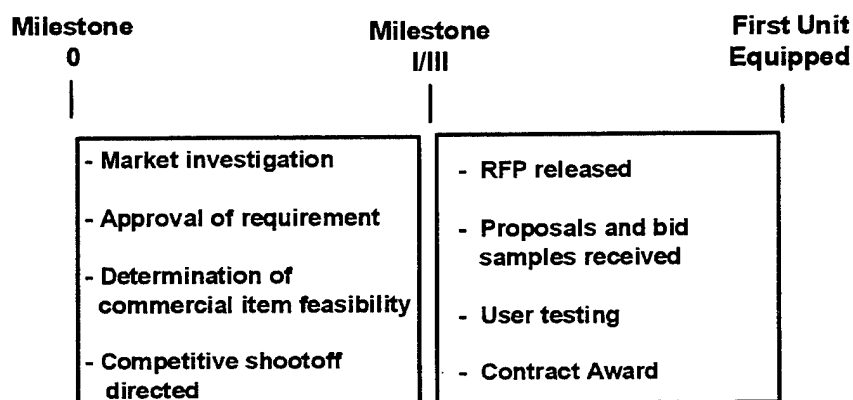 Milestone
0
Milestone
I/III
First Unit
Equipped
- Market investigation
- Approval of requirement
- Determination of
commercial item feasibility
- Competitive shootoff
directed
- RFP released
- Proposals and bid
samples received
- User testing
- Contract Award